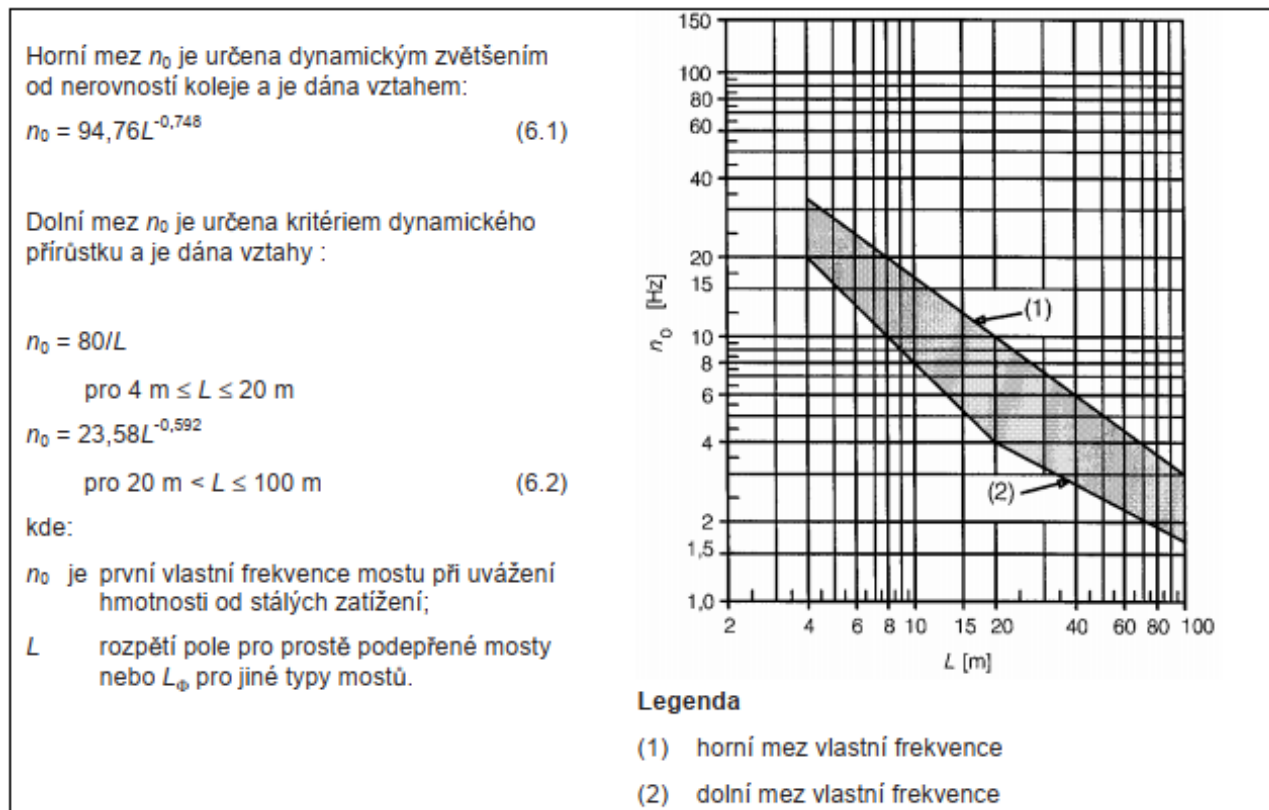 Horní mez n₀ je určena dynamickým zvětšením
od nerovností koleje a je dána vztahem:
n₀ = 94,76L⁻⁰,⁷⁴⁸ (6.1)
Dolní mez n₀ je určena kritériem dynamického
přírůstku a je dána vztahy :
n₀ = 80/L
pro 4 m ≤ L ≤ 20 m
n₀ = 23,58L⁻⁰,⁵⁹²
pro 20 m < L ≤ 100 m (6.2)
kde:
n₀ je první vlastní frekvence mostu při uvážení
hmotnosti od stálých zatížení;
L rozpětí pole pro prostě podepřené mosty
nebo L_Φ pro jiné typy mostů.
150
100
80
60
40
20
15
10
8
6
4
2
1,5
1,0
n₀ [Hz]
(1)
(2)
2 4 6 8 10 15 20 40 60 80 100
L [m]
Legenda
(1) horní mez vlastní frekvence
(2) dolní mez vlastní frekvence